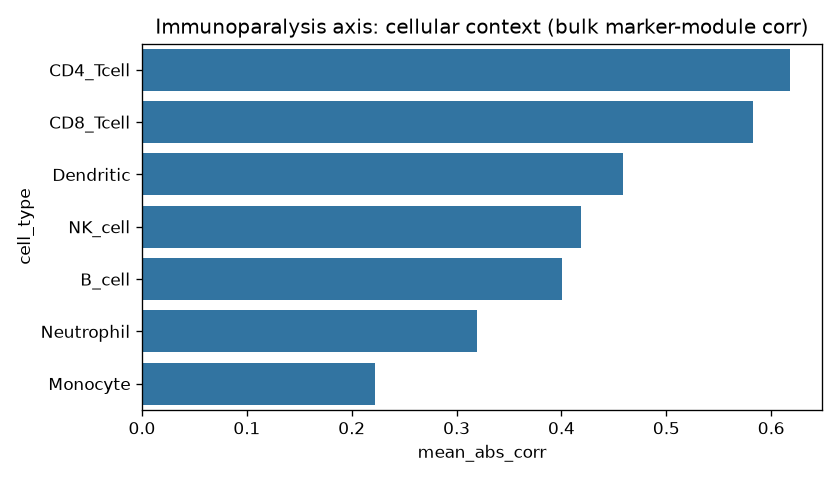 Immunoparalysis axis: cellular context (bulk marker-module corr)
cell_type
CD4_Tcell
CD8_Tcell
Dendritic
NK_cell
B_cell
Neutrophil
Monocyte
0.0 0.1 0.2 0.3 0.4 0.5 0.6
mean_abs_corr